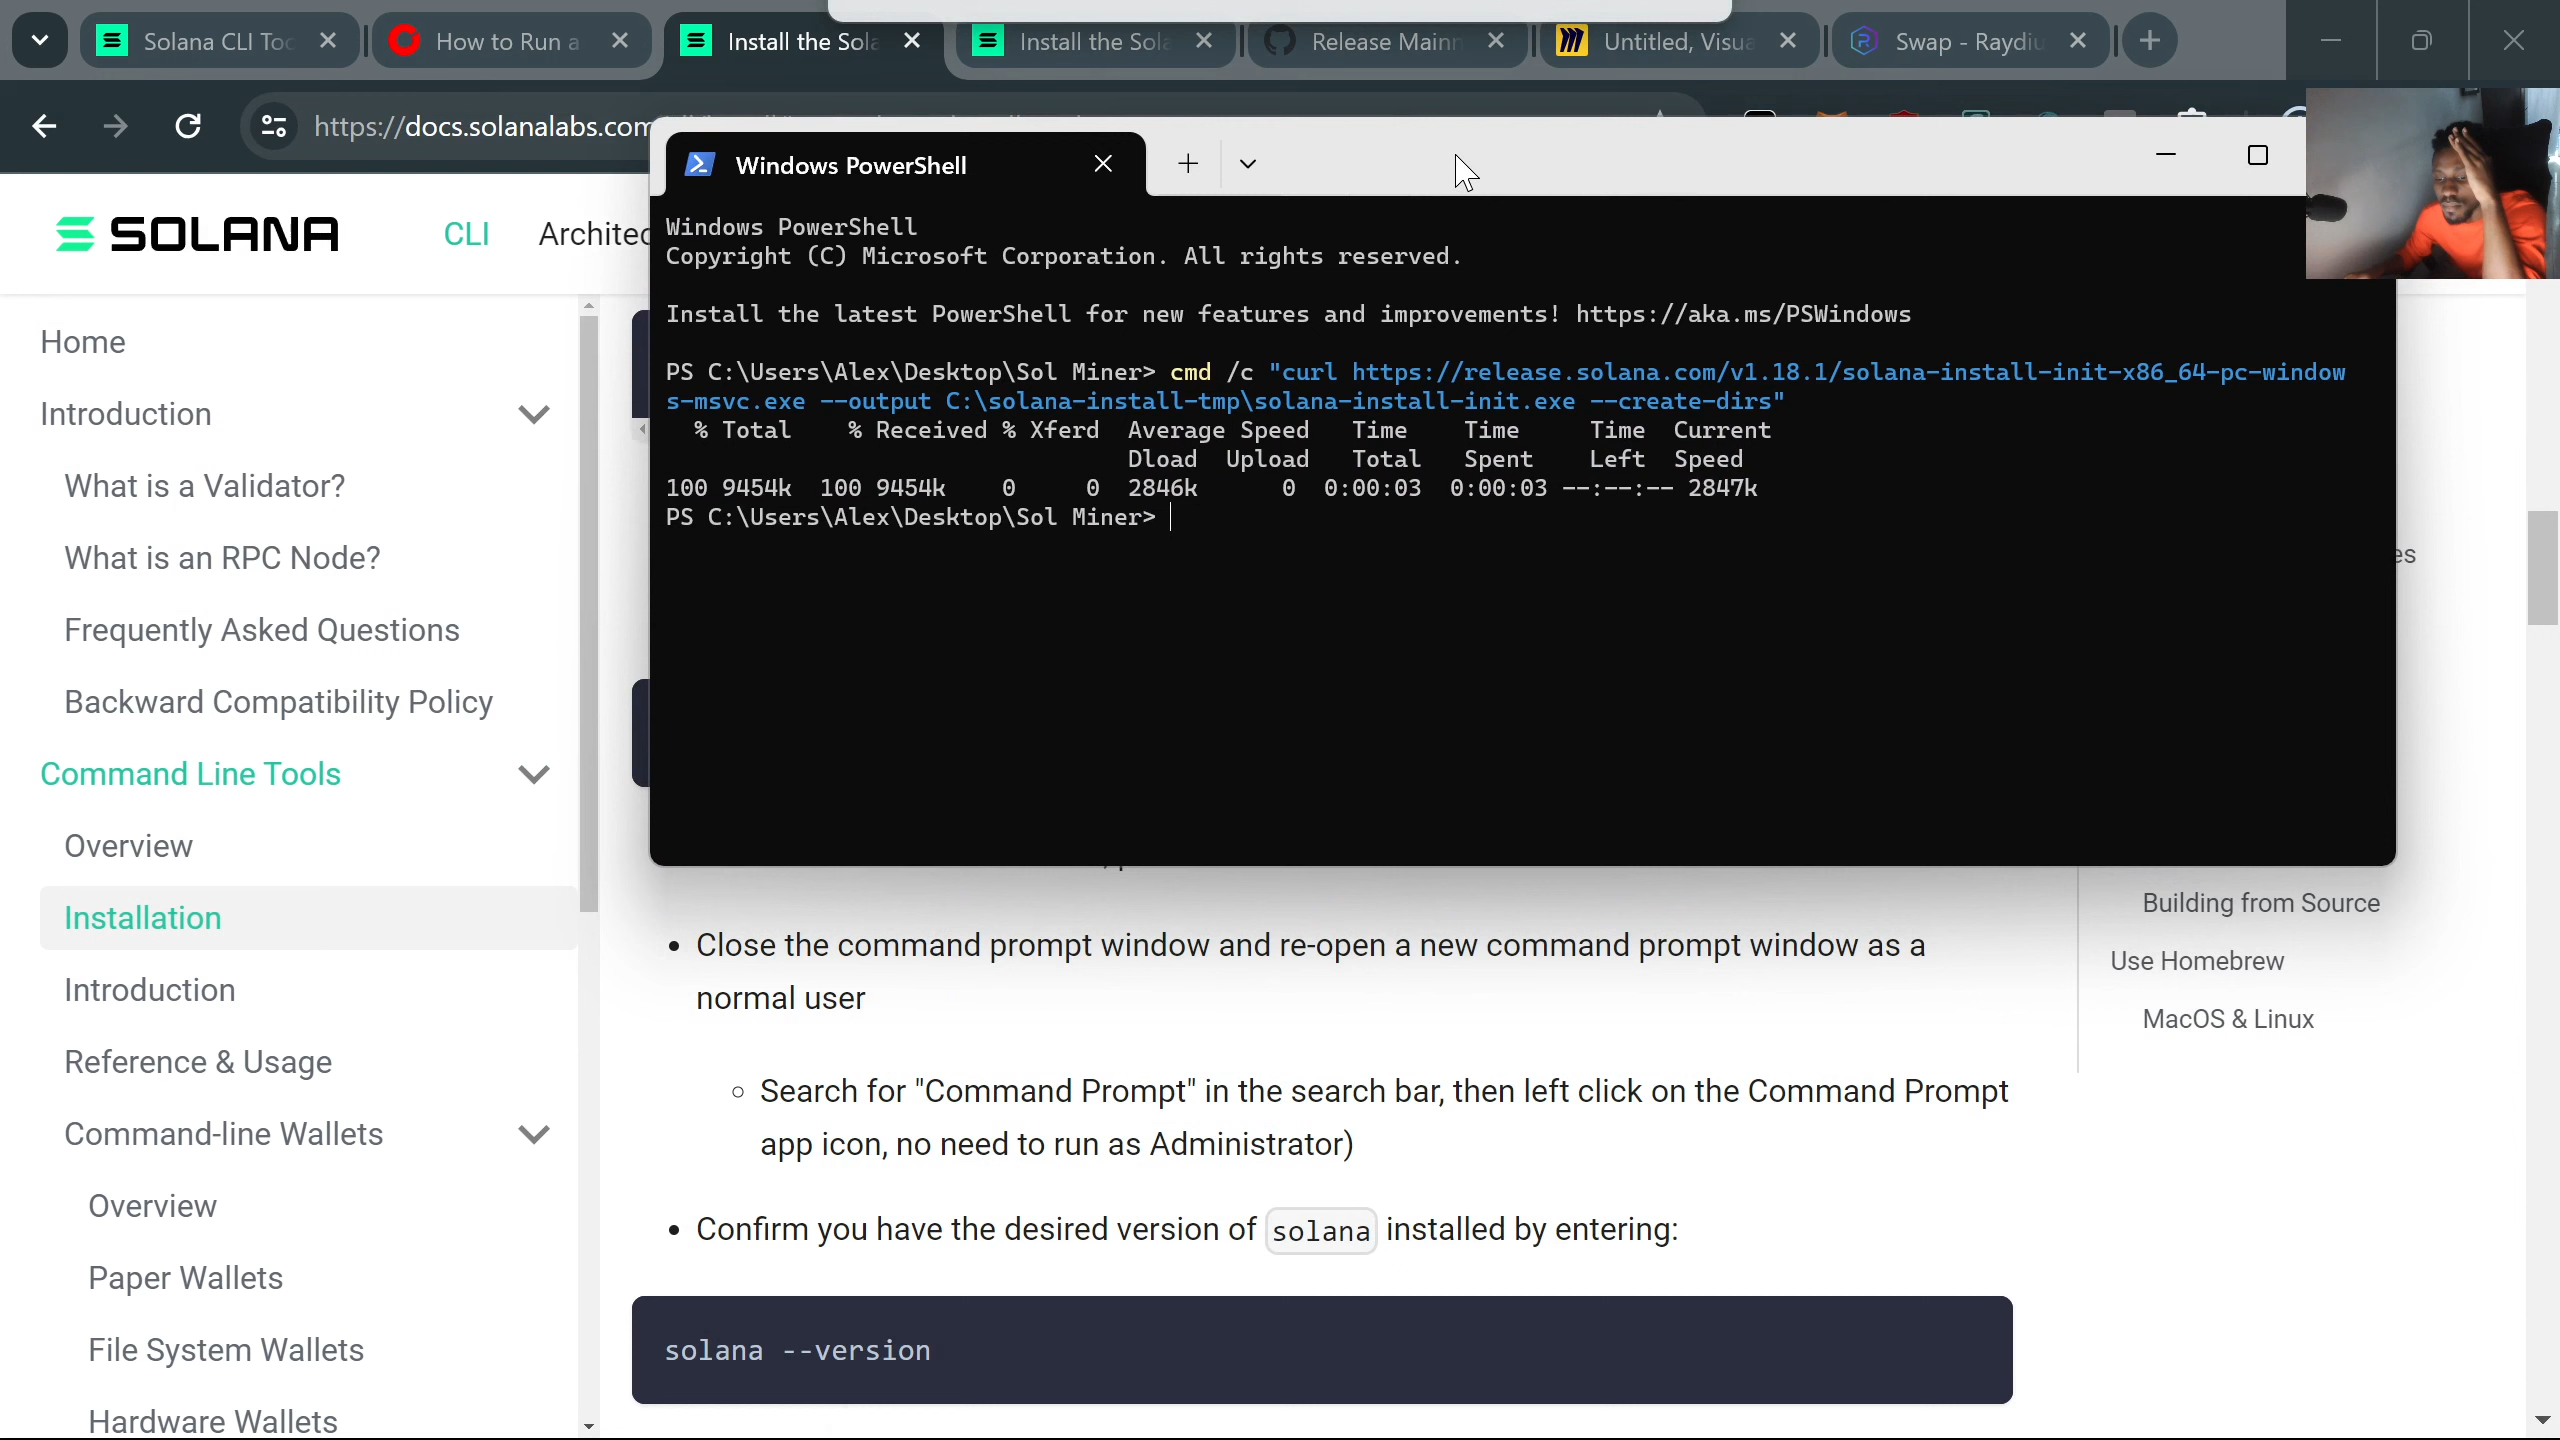 Solana CLI Too
How to Run a
Install the Sola
Install the Sola
Release Mainn
Untitled, Visua
Swap - Raydiu
https://docs.solanalabs.com
Windows PowerShell
SOLANA
CLI
Architec
Home
Introduction
What is a Validator?
What is an RPC Node?
Frequently Asked Questions
Backward Compatibility Policy
Command Line Tools
Overview
Installation
Introduction
Reference & Usage
Command-line Wallets
Overview
Paper Wallets
File System Wallets
Hardware Wallets
Windows PowerShell
Copyright (C) Microsoft Corporation. All rights reserved.
Install the latest PowerShell for new features and improvements! https://aka.ms/PSWindows
PS C:\Users\Alex\Desktop\Sol Miner> cmd /c "curl https://release.solana.com/v1.18.1/solana-install-init-x86_64-pc-window
s-msvc.exe --output C:\solana-install-tmp\solana-install-init.exe --create-dirs"
% Total % Received % Xferd Average Speed Time Time Time Current
Dload Upload Total Spent Left Speed
100 9454k 100 9454k 0 0 2846k 0 0:00:03 0:00:03 --:--:-- 2847k
PS C:\Users\Alex\Desktop\Sol Miner>
es
Close the command prompt window and re-open a new command prompt window as a
normal user
Search for "Command Prompt" in the search bar, then left click on the Command Prompt
app icon, no need to run as Administrator)
Confirm you have the desired version of solana installed by entering:
solana --version
Building from Source
Use Homebrew
MacOS & Linux